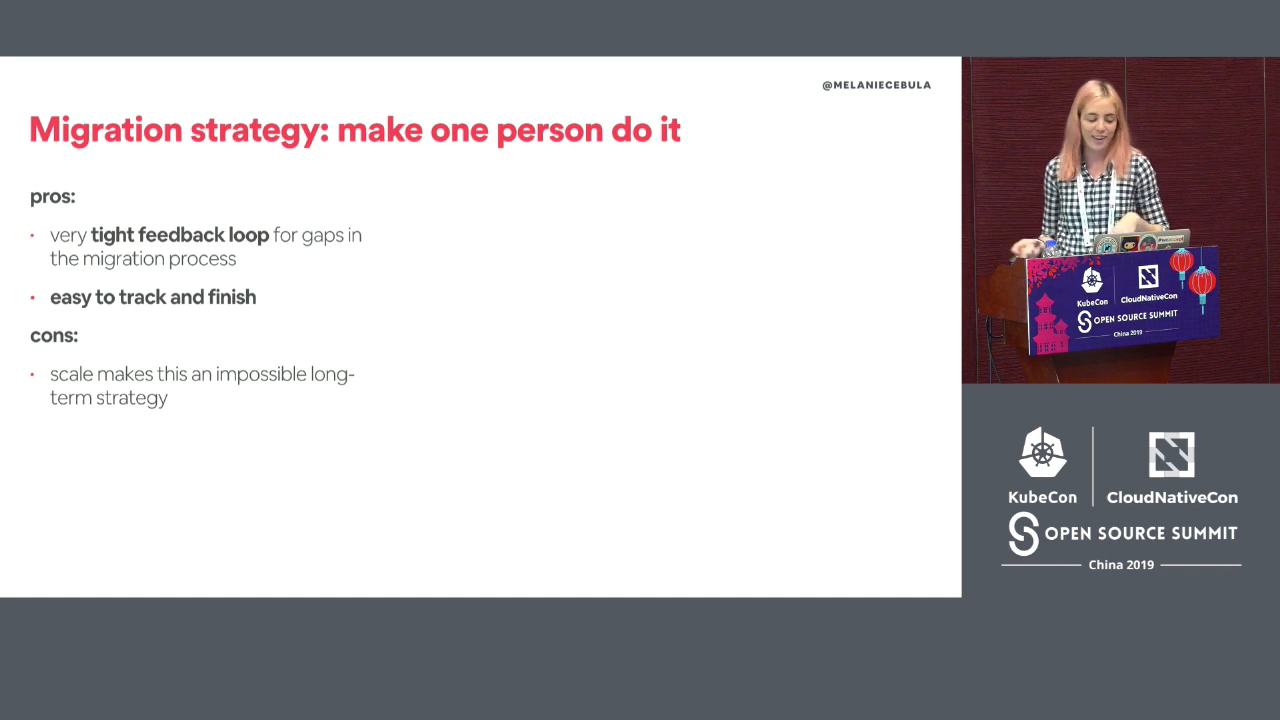 @MELANIECEBULA
Migration strategy: make one person do it
pros:
• very tight feedback loop for gaps in
the migration process
• easy to track and finish
cons:
• scale makes this an impossible long-
term strategy
KubeCon
CloudNativeCon
OPEN SOURCE SUMMIT
China 2019
KubeCon
CloudNativeCon
OPEN SOURCE SUMMIT
China 2019